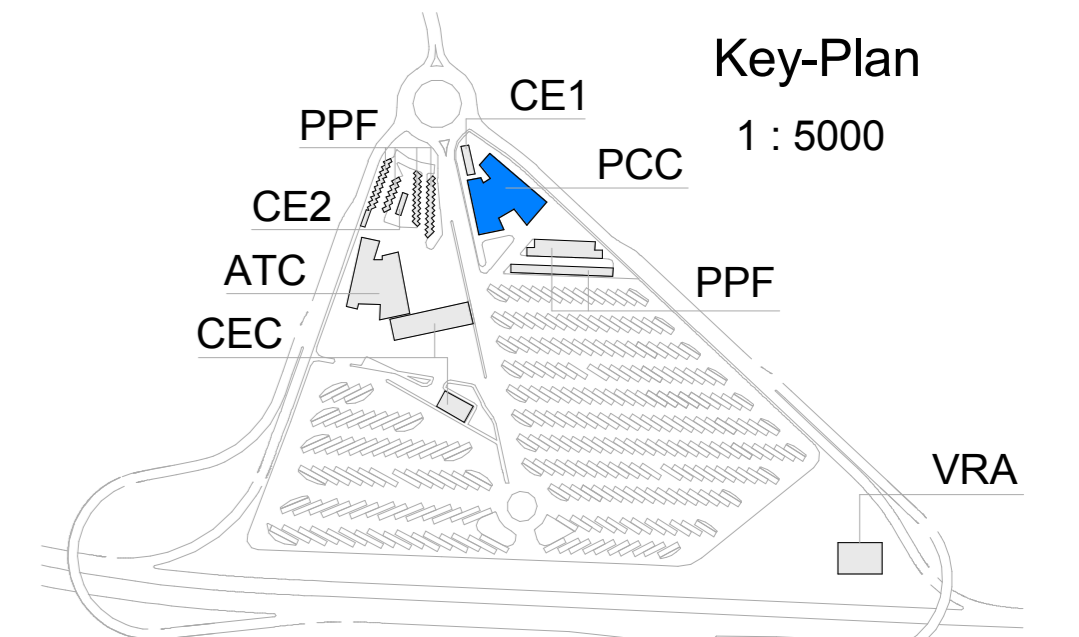 Key-Plan
1 : 5000
CE1
PPF
PCC
CE2
ATC
PPF
CEC
VRA